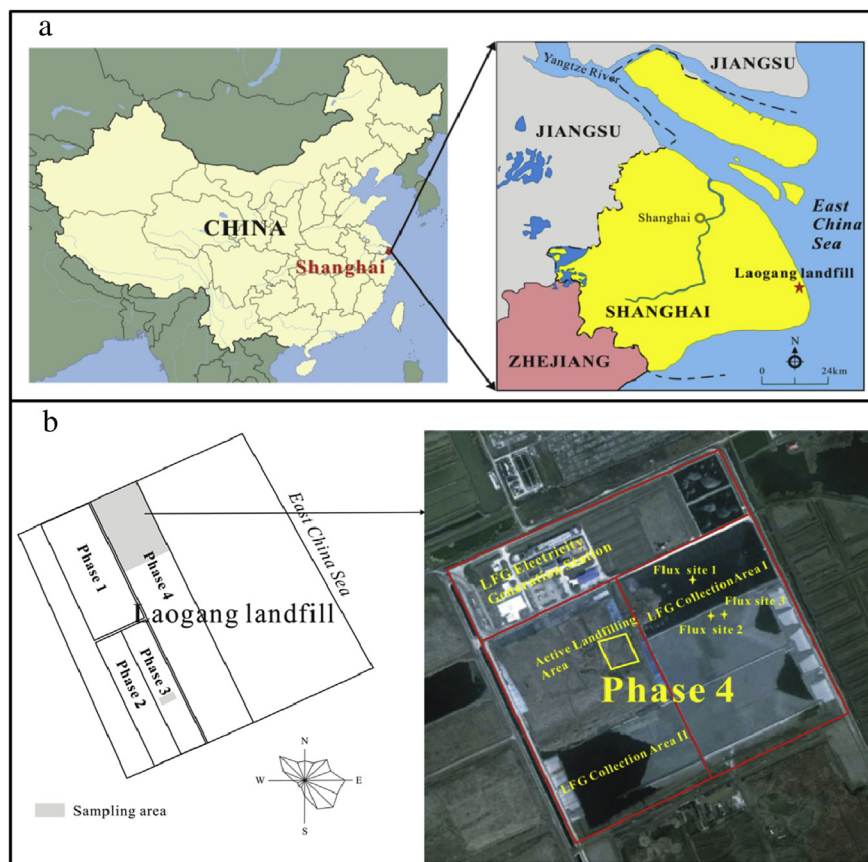 a
CHINA
Shanghai
JIANGSU
Yangtze River
JIANGSU
Shanghai
East
China
Sea
Laogang landfill
SHANGHAI
ZHEJIANG
N
0
24km
b
East China Sea
Phase 1
Phase 4
Laogang landfill
Phase 2
Phase 3
N
W
E
S
Sampling area
LFG Electricity
Generation Station
Flux site 1
LFG Collection Area I
Flux site 3
Flux site 2
Active Landfilling
Area
Phase 4
LFG Collection Area II